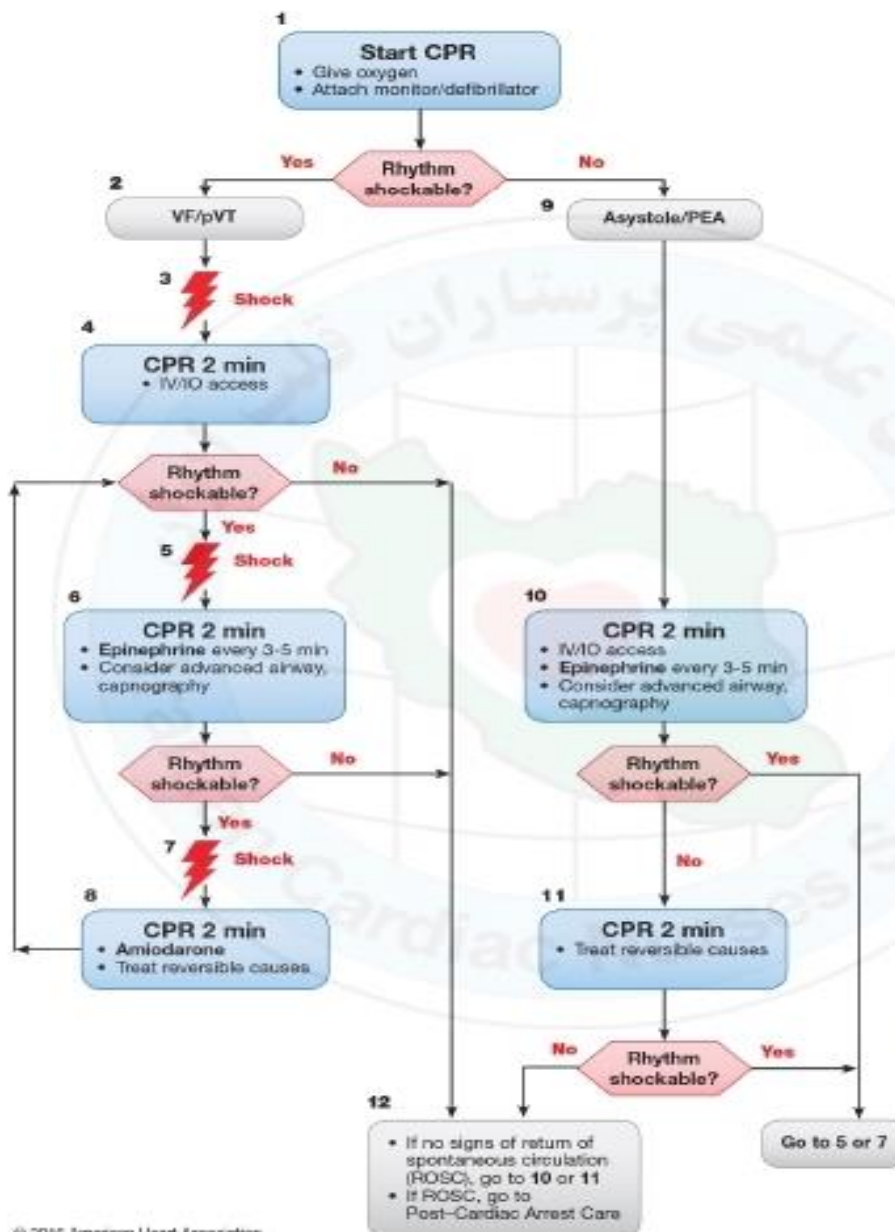 1
Start CPR
• Give oxygen
• Attach monitor/defibrillator
Yes
Rhythm
shockable?
No
2
VF/pVT
9
Asystole/PEA
3
Shock
4
CPR 2 min
• IV/IO access
Rhythm
shockable?
No
Yes
5
Shock
6
CPR 2 min
• Epinephrine every 3-5 min
• Consider advanced airway,
capnography
10
CPR 2 min
• IV/IO access
• Epinephrine every 3-5 min
• Consider advanced airway,
capnography
Rhythm
shockable?
No
Rhythm
shockable?
Yes
Yes
7
Shock
No
8
CPR 2 min
• Amiodarone
• Treat reversible causes
11
CPR 2 min
• Treat reversible causes
No
Rhythm
shockable?
Yes
12
• If no signs of return of
spontaneous circulation
(ROSC), go to 10 or 11
• If ROSC, go to
Post–Cardiac Arrest Care
Go to 5 or 7
American Heart Association
علمی پرستاران
Cardiac Nurses